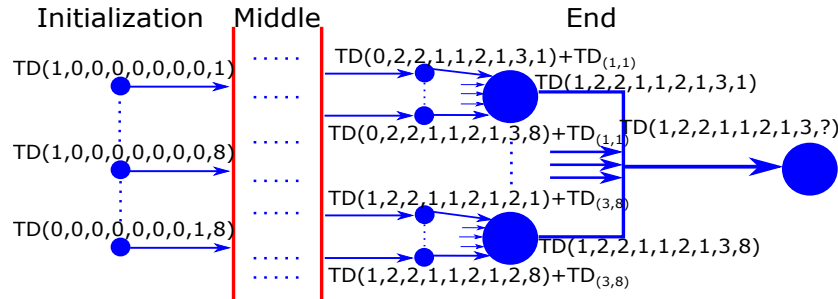 Initialization
Middle
End
TD(1,0,0,0,0,0,0,0,1)
TD(1,0,0,0,0,0,0,0,8)
TD(0,0,0,0,0,0,0,1,8)
TD(0,2,2,1,1,2,1,3,1)+TD(1,1)
TD(1,2,2,1,1,2,1,3,1)
TD(0,2,2,1,1,2,1,3,8)+TD(1,1)
TD(1,2,2,1,1,2,1,3,?)
TD(1,2,2,1,1,2,1,2,1)+TD(3,8)
TD(1,2,2,1,1,2,1,3,8)
TD(1,2,2,1,1,2,1,2,8)+TD(3,8)